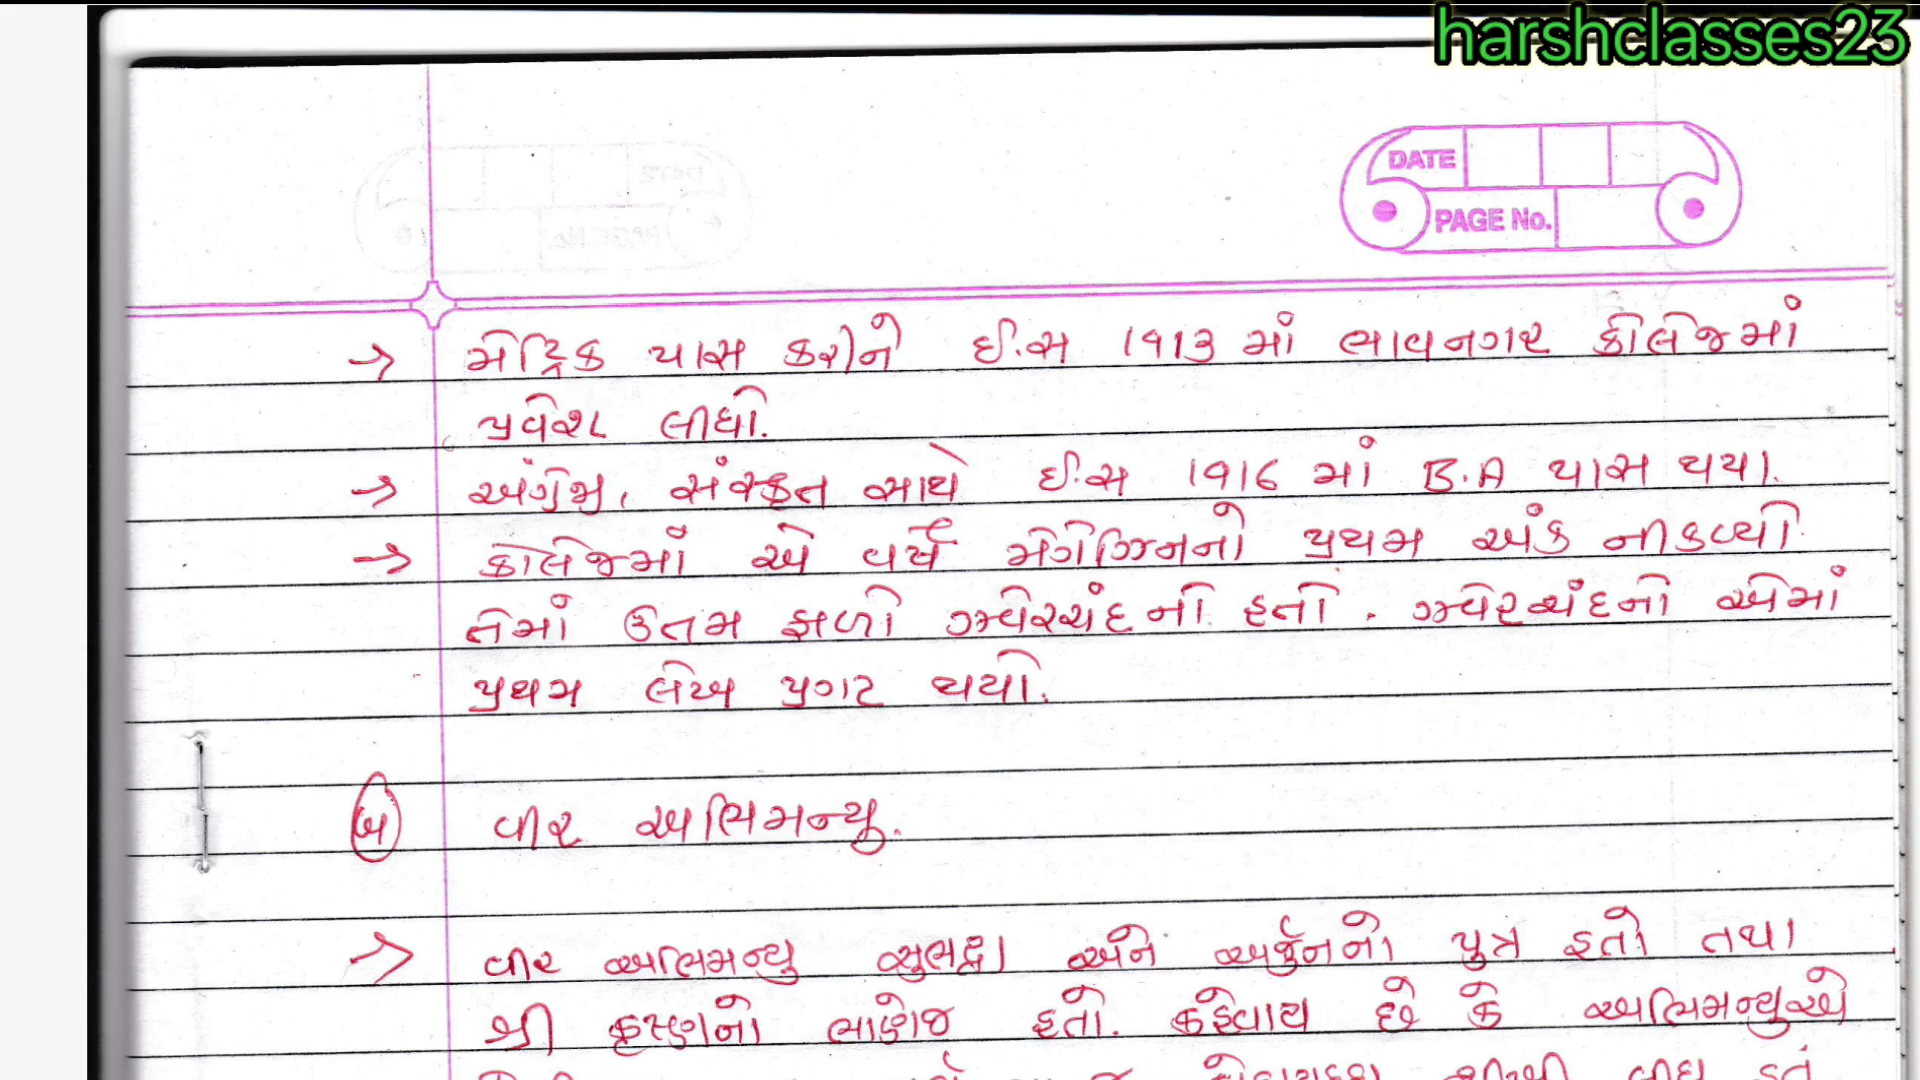 harshclasses23
DATE
PAGE No.
→ મેટ્રિક પાસ કરીને ઈ.સ 1913 માં ભાવનગર કોલેજમાં
પ્રવેશ લીધો.
→ અંગ્રેજી, સંસ્કૃત સાથે ઈ.સ 1916 માં B.A પાસ થયા.
→ કોલેજમાં એ વર્ષે મેગેઝિનનો પ્રથમ અંક નીકળ્યો
તેમાં ઉતમ ફાળો ઝવેરચંદનો હતો. ઝવેરચંદનો એમાં
પ્રથમ લેખ પ્રગટ થયો.
બ વીર અભિમન્યુ.
→ વીર અભિમન્યુ સુભદ્રા અને અર્જુનનો પુત્ર હતો તથા
શ્રી કૃષ્ણનો ભાણેજ હતો. કહેવાય છે કે અભિમન્યુએ